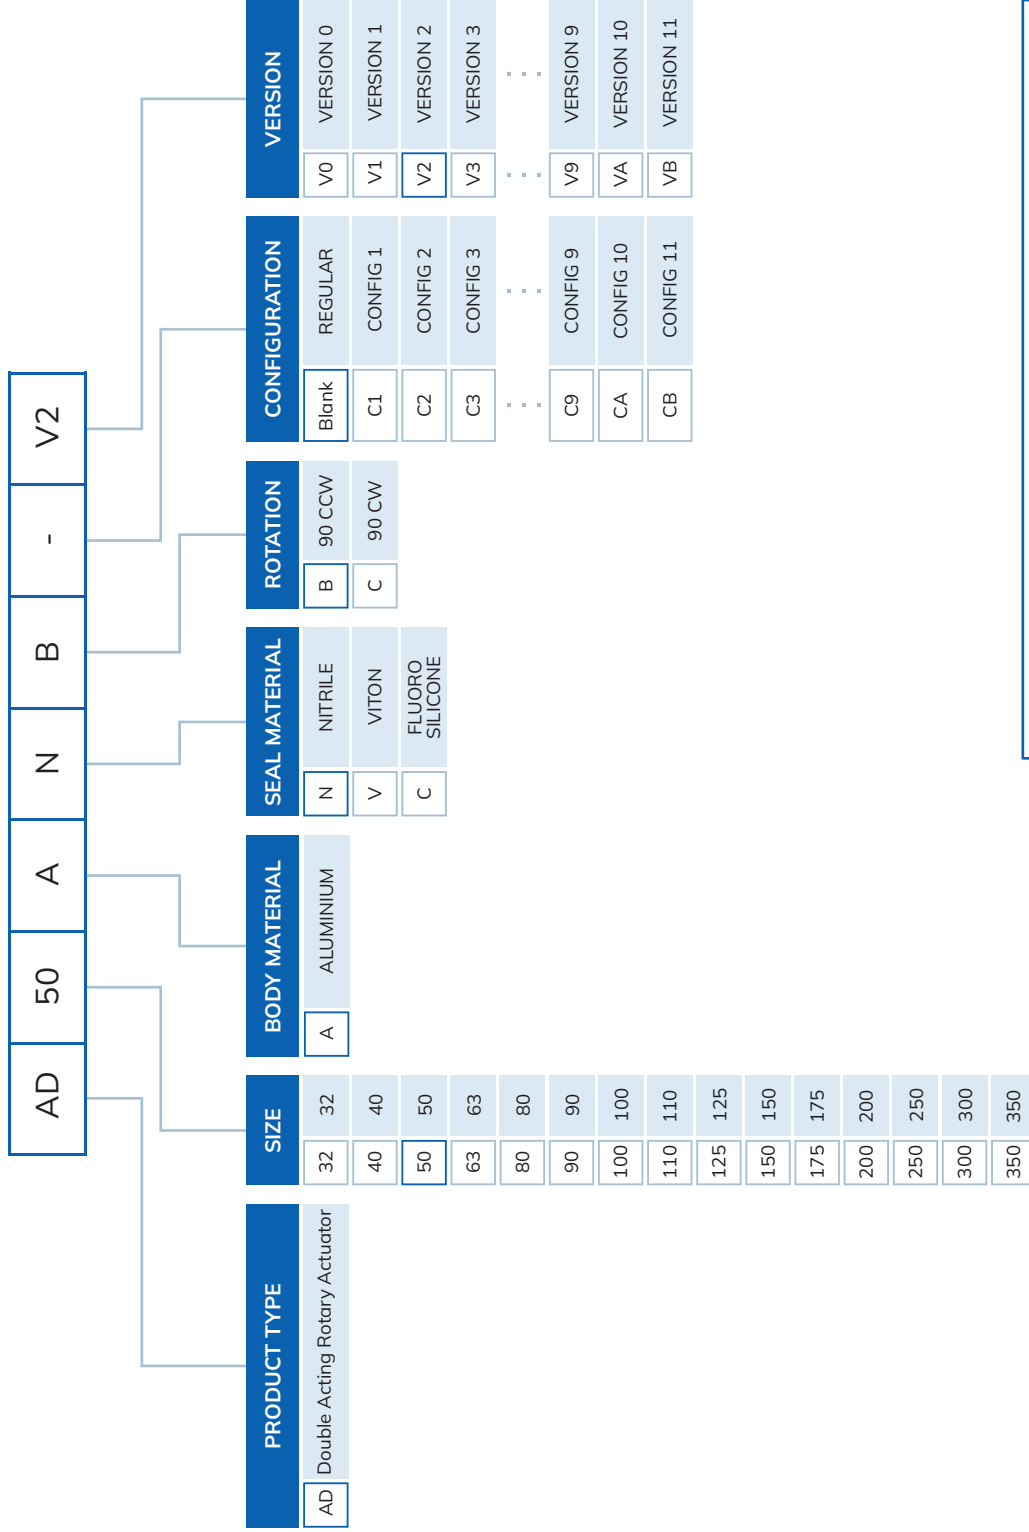 AD 50 A N B - V2
PRODUCT TYPE
AD Double Acting Rotary Actuator
SIZE
32 32
40 40
50 50
63 63
80 80
90 90
100 100
110 110
125 125
150 150
175 175
200 200
250 250
300 300
350 350
BODY MATERIAL
A ALUMINIUM
SEAL MATERIAL
N NITRILE
V VITON
C FLUORO
SILICONE
ROTATION
B 90 CCW
C 90 CW
CONFIGURATION
Blank REGULAR
C1 CONFIG 1
C2 CONFIG 2
C3 CONFIG 3
. . . . . .
C9 CONFIG 9
CA CONFIG 10
CB CONFIG 11
VERSION
V0 VERSION 0
V1 VERSION 1
V2 VERSION 2
V3 VERSION 3
. . . . . .
V9 VERSION 9
VA VERSION 10
VB VERSION 11